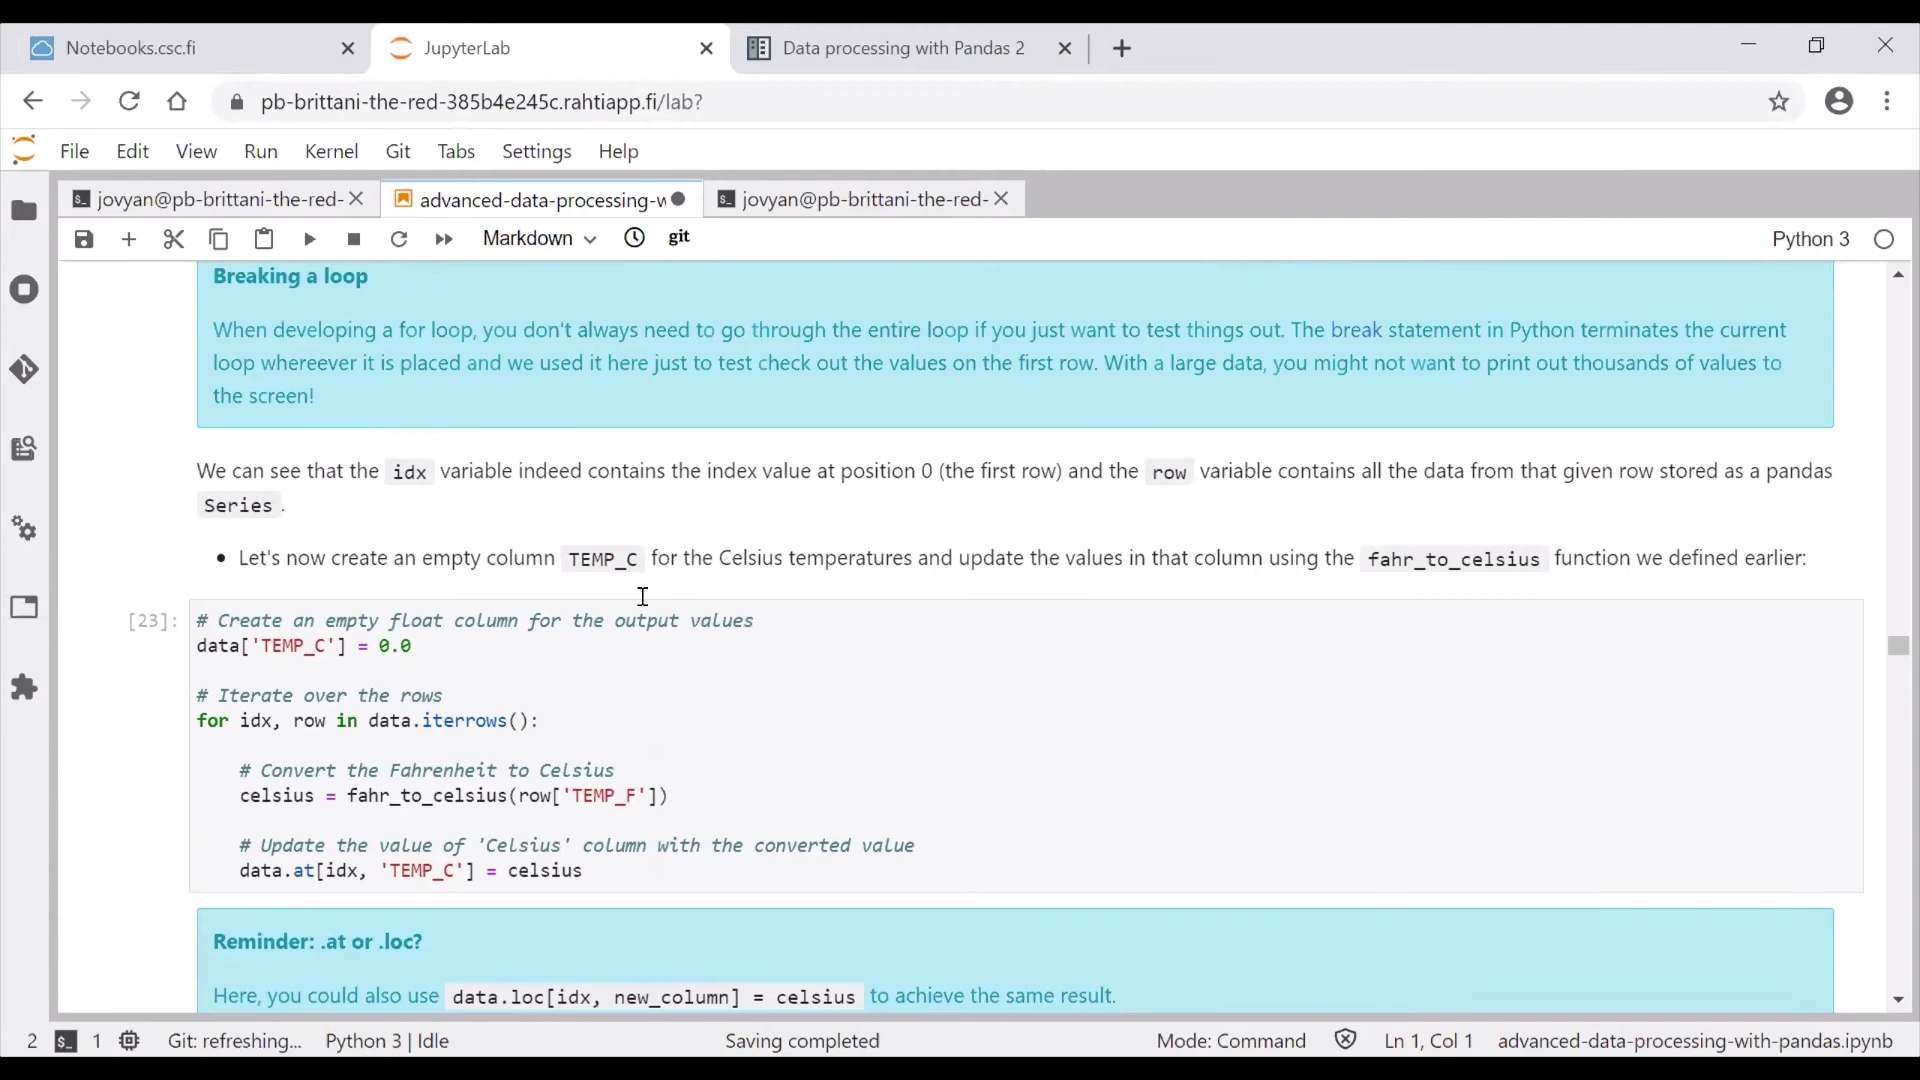 Notebooks.csc.fi
JupyterLab
Data processing with Pandas 2
pb-brittani-the-red-385b4e245c.rahtiapp.fi/lab?
File Edit View Run Kernel Git Tabs Settings Help
jovyan@pb-brittani-the-red-
advanced-data-processing-w
jovyan@pb-brittani-the-red-
Markdown
git
Python 3
Breaking a loop
When developing a for loop, you don't always need to go through the entire loop if you just want to test things out. The break statement in Python terminates the current
loop whereever it is placed and we used it here just to test check out the values on the first row. With a large data, you might not want to print out thousands of values to
the screen!
We can see that the idx variable indeed contains the index value at position 0 (the first row) and the row variable contains all the data from that given row stored as a pandas
Series .
• Let's now create an empty column TEMP_C for the Celsius temperatures and update the values in that column using the fahr_to_celsius function we defined earlier:
[23]:
# Create an empty float column for the output values
data['TEMP_C'] = 0.0
# Iterate over the rows
for idx, row in data.iterrows():
# Convert the Fahrenheit to Celsius
celsius = fahr_to_celsius(row['TEMP_F'])
# Update the value of 'Celsius' column with the converted value
data.at[idx, 'TEMP_C'] = celsius
Reminder: .at or .loc?
Here, you could also use data.loc[idx, new_column] = celsius to achieve the same result.
2 1 Git: refreshing... Python 3 | Idle Saving completed Mode: Command Ln 1, Col 1 advanced-data-processing-with-pandas.ipynb